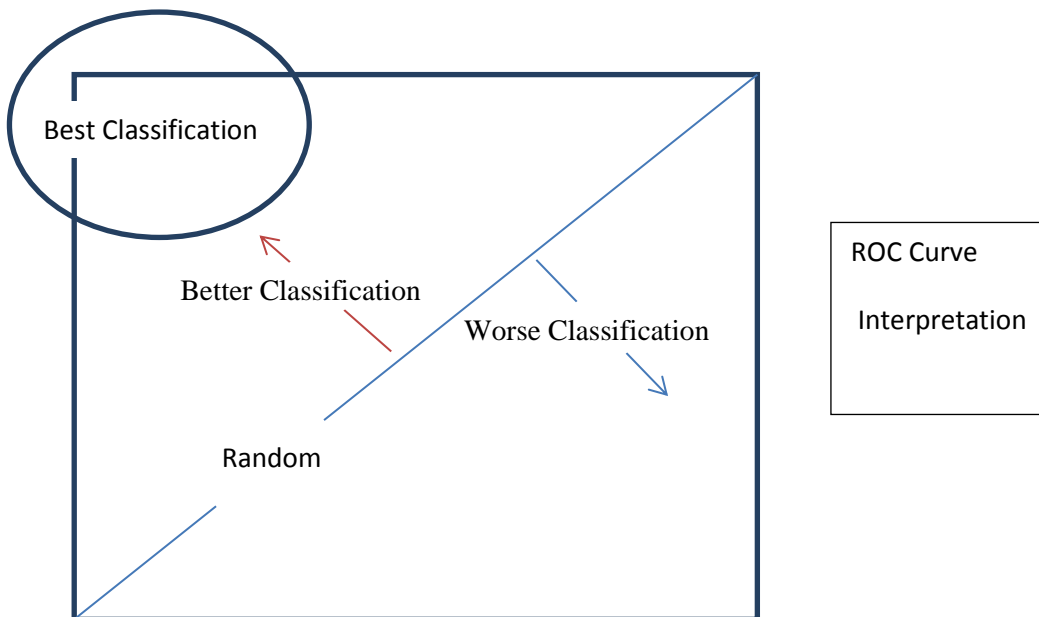 Best Classification
Better Classification
Worse Classification
Random
ROC Curve
Interpretation